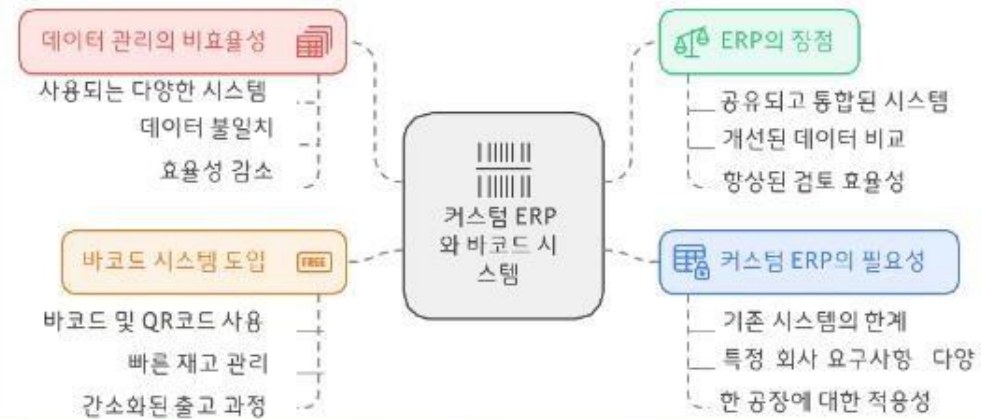 데이터 관리의 비효율성
사용되는 다양한 시스템
데이터 불일치
효율성 감소
바코드 시스템 도입
FREE
바코드 및 QR코드 사용
빠른 재고 관리
간소화된 출고 과정
커스텀 ERP
와 바코드 시
스템
ERP의 장점
공유되고 통합된 시스템
개선된 데이터 비교
향상된 검토 효율성
커스텀 ERP의 필요성
기존 시스템의 한계
특정 회사 요구사항 다양
한 공장에 대한 적용성